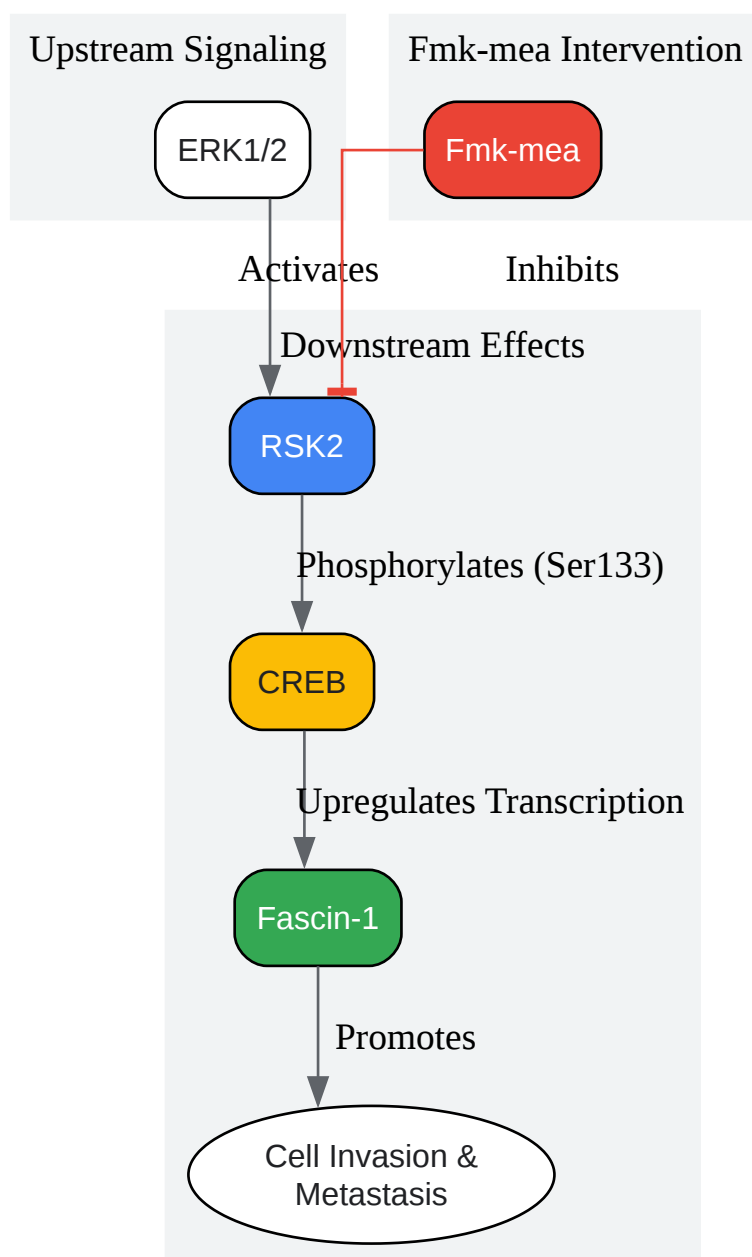 Upstream Signaling
Fmk-mea Intervention
ERK1/2
Fmk-mea
Activates
Inhibits
Downstream Effects
RSK2
Phosphorylates (Ser133)
CREB
Upregulates Transcription
Fascin-1
Promotes
Cell Invasion &
Metastasis